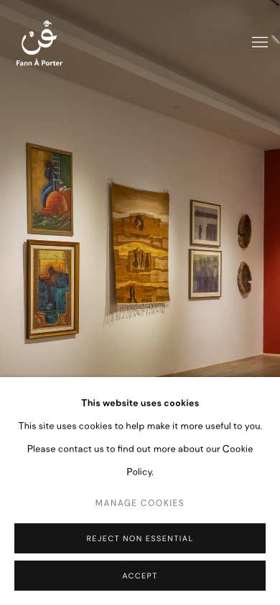 فن
Fann À Porter
This website uses cookies
This site uses cookies to help make it more useful to you.
Please contact us to find out more about our Cookie
Policy.
MANAGE COOKIES
REJECT NON ESSENTIAL
ACCEPT